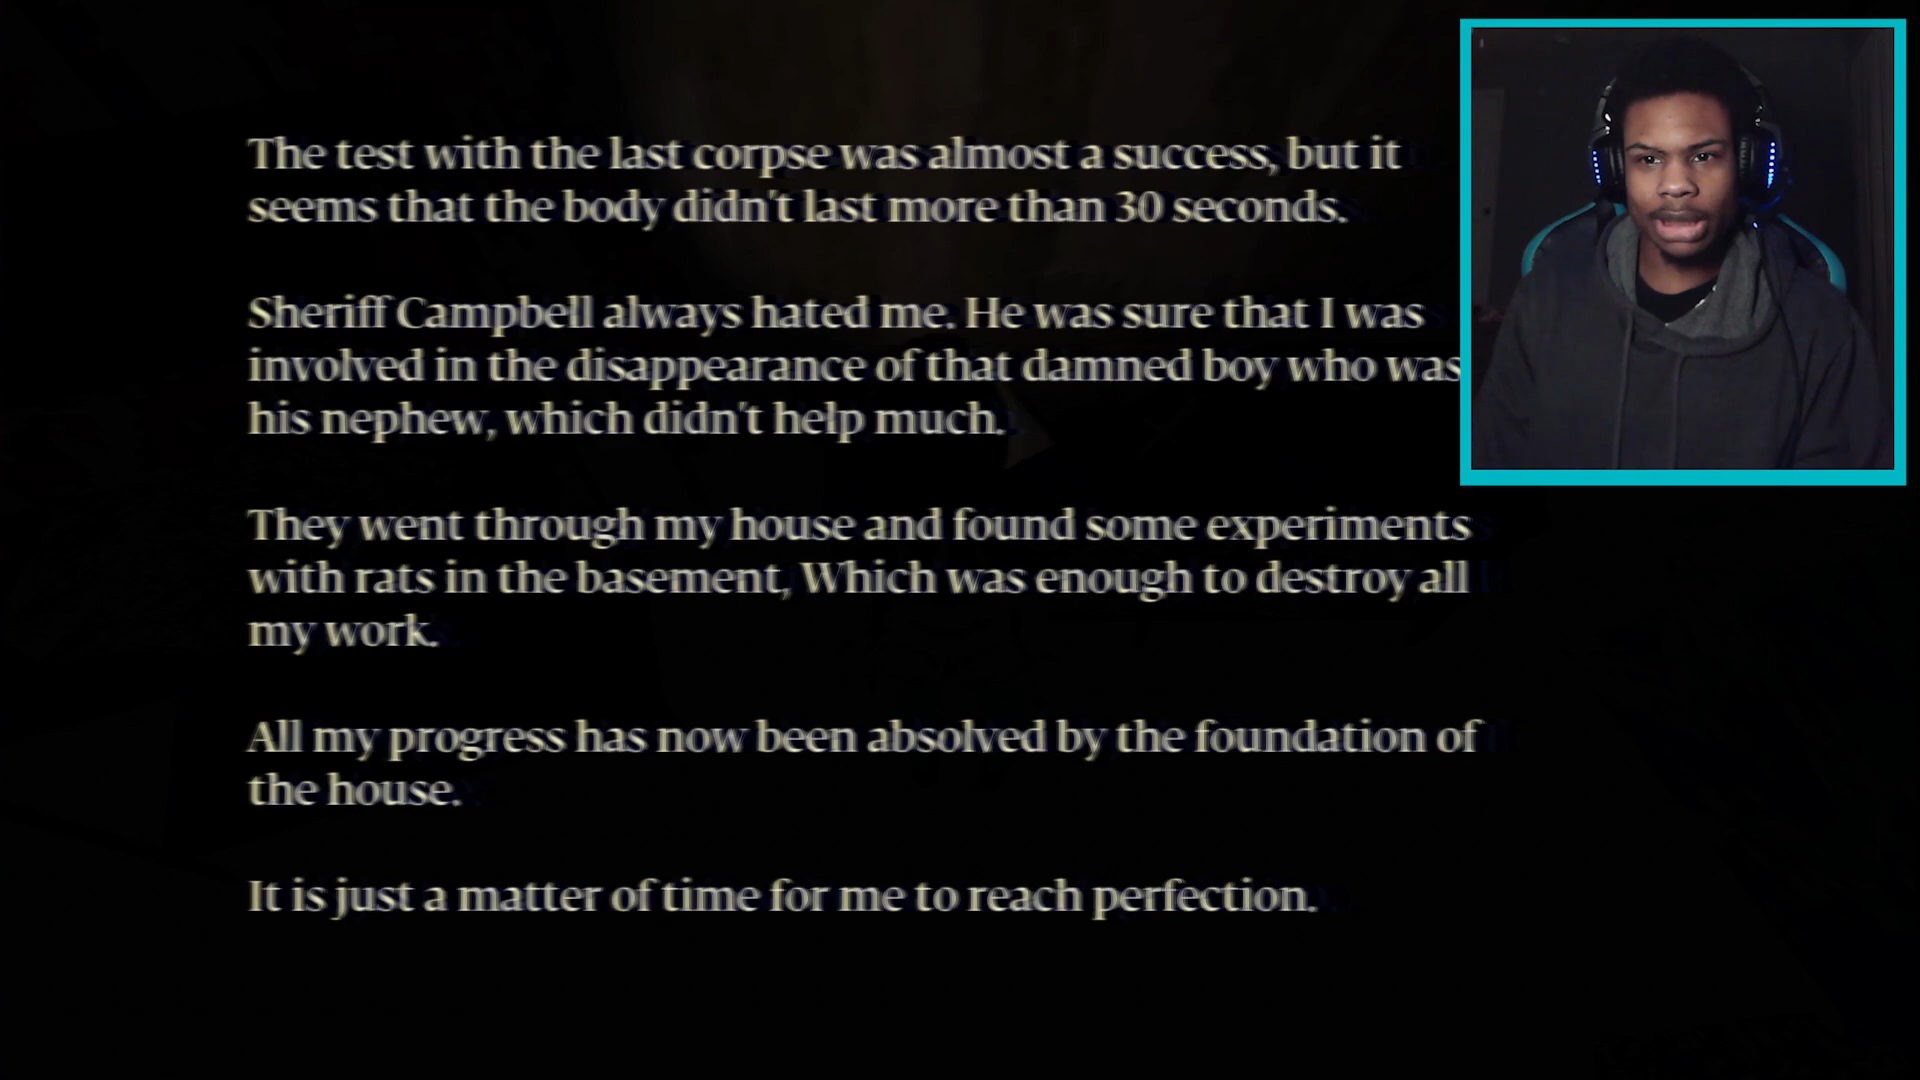 The test with the last corpse was almost a success, but it
seems that the body didn't last more than 30 seconds.
Sheriff Campbell always hated me. He was sure that I was
involved in the disappearance of that damned boy who was
his nephew, which didn't help much.
They went through my house and found some experiments
with rats in the basement, Which was enough to destroy all
my work.
All my progress has now been absolved by the foundation of
the house.
It is just a matter of time for me to reach perfection.